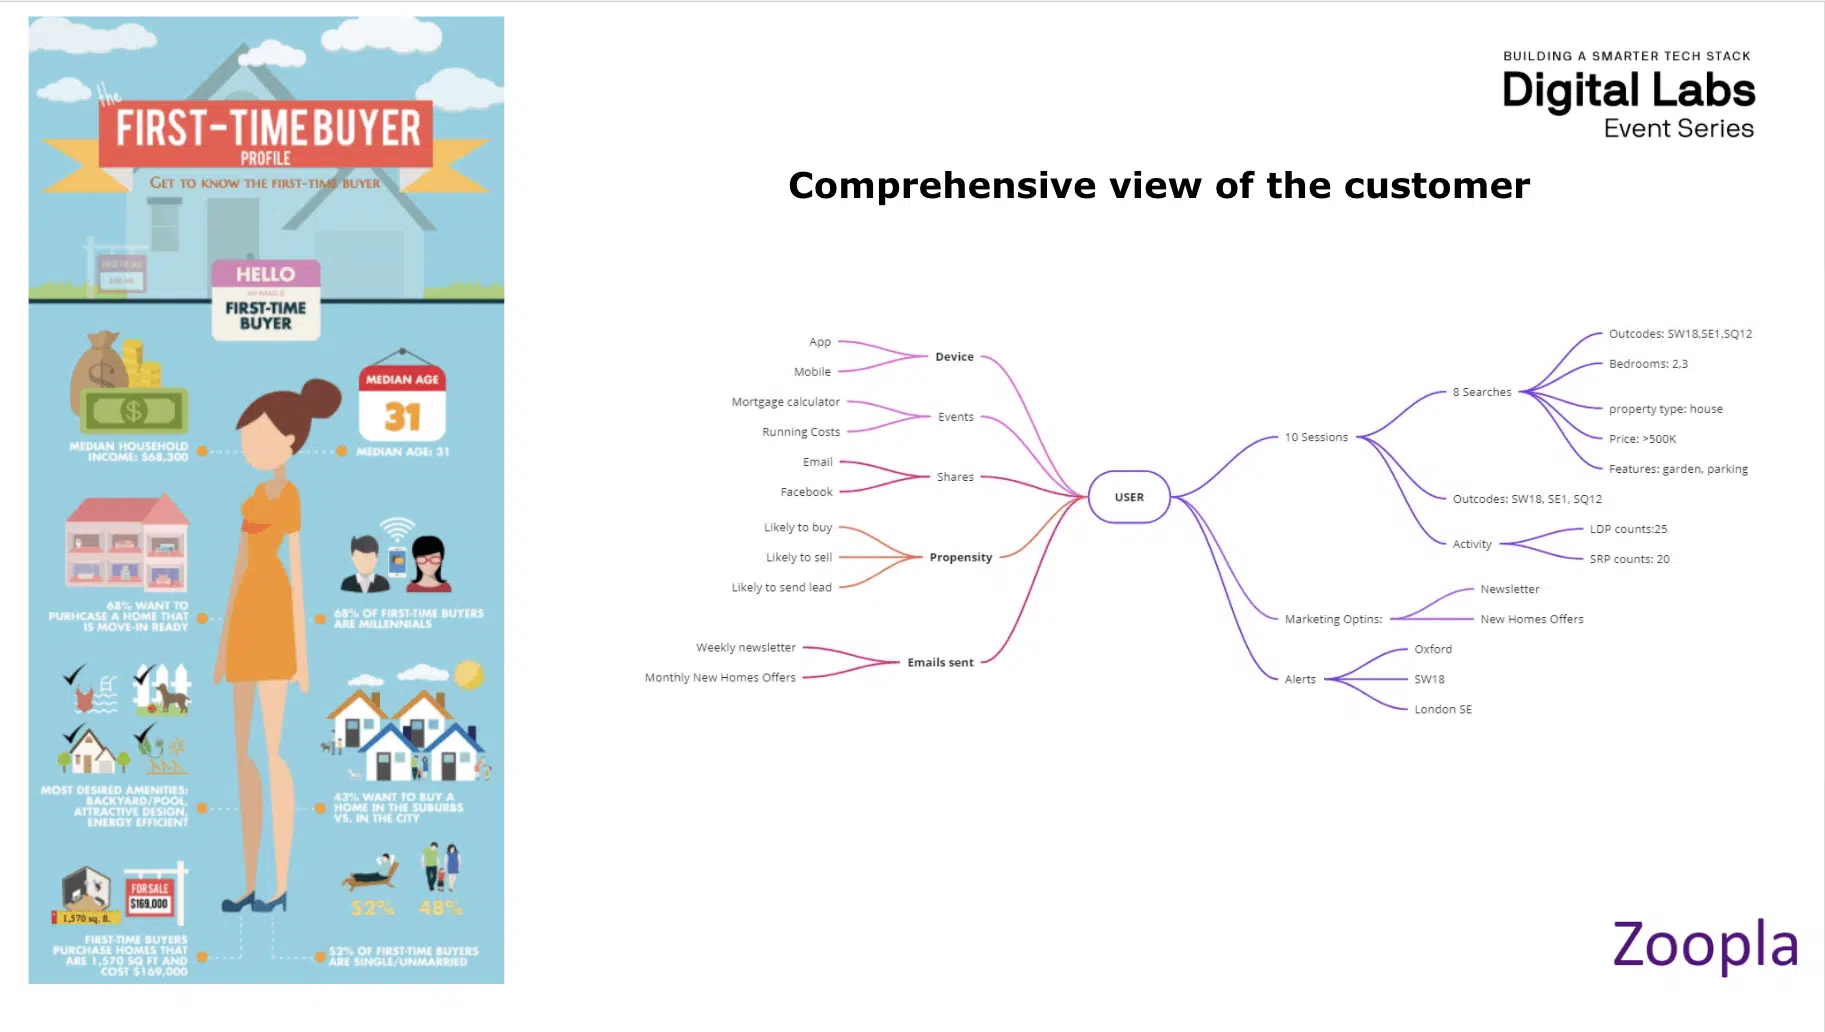 the
FIRST-TIME BUYER
PROFILE
GET TO KNOW THE FIRST-TIME BUYER
HELLO
MY NAME IS
FIRST-TIME
BUYER
MEDIAN HOUSEHOLD
INCOME: $68,300
MEDIAN AGE
31
MEDIAN AGE: 31
68% WANT TO
PURHCASE A HOME THAT
IS MOVE-IN READY
68% OF FIRST-TIME BUYERS
ARE MILLENNIALS
MOST DESIRED AMENITIES:
BACKYARD/POOL,
ATTRACTIVE DESIGN,
ENERGY EFFICIENT
43% WANT TO BUY A
HOME IN THE SUBURBS
VS. IN THE CITY
1,570 sq. ft.
FOR SALE
$169,000
52% 48%
FIRST-TIME BUYERS
PURCHASE HOMES THAT
ARE 1,570 SQ FT AND
COST $169,000
52% OF FIRST-TIME BUYERS
ARE SINGLE/UNMARRIED
BUILDING A SMARTER TECH STACK
Digital Labs
Event Series
Comprehensive view of the customer
App
Mobile
Device
Mortgage calculator
Running Costs
Events
Email
Facebook
Shares
Likely to buy
Likely to sell
Likely to send lead
Propensity
Weekly newsletter
Monthly New Homes Offers
Emails sent
USER
10 Sessions
8 Searches
Outcodes: SW18,SE1,SQ12
Bedrooms: 2,3
property type: house
Price: >500K
Features: garden, parking
Outcodes: SW18, SE1, SQ12
Activity
LDP counts:25
SRP counts: 20
Marketing Optins:
Newsletter
New Homes Offers
Alerts
Oxford
SW18
London SE
Zoopla